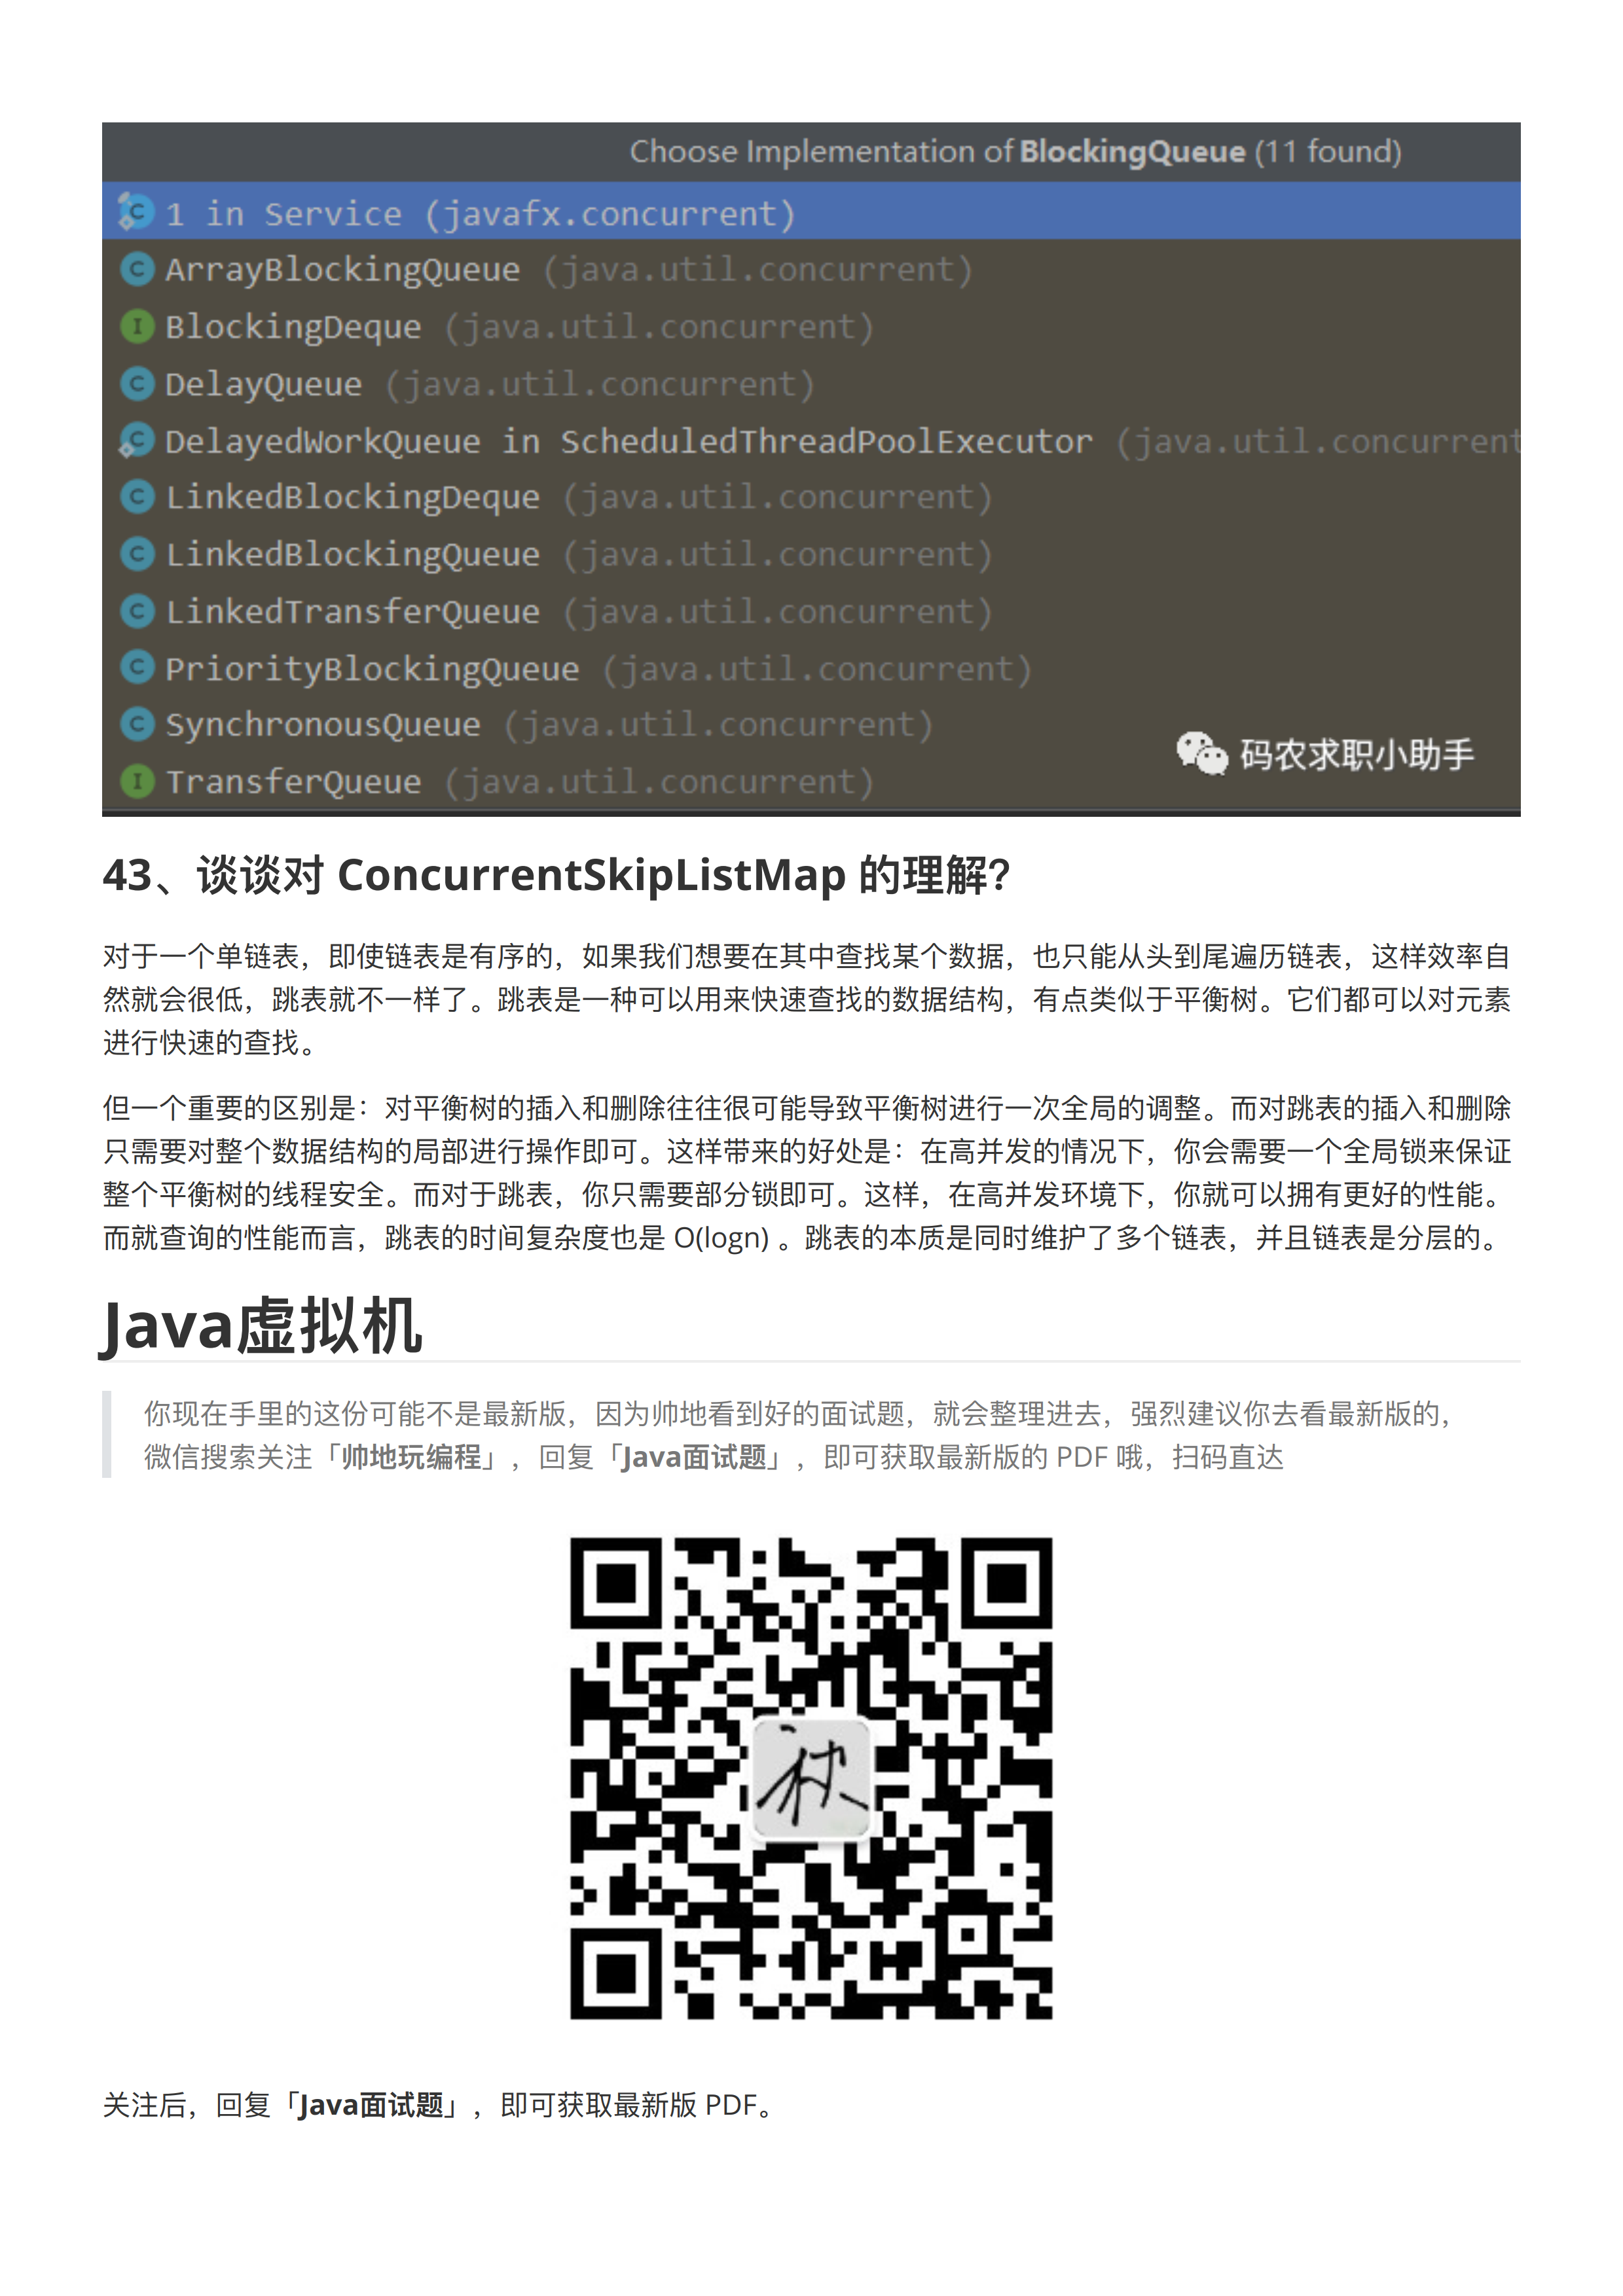 Choose Implementation of BlockingQueue (11 found)
1 in Service (javafx.concurrent)
ArrayBlockingQueue (java.util.concurrent)
BlockingDeque (java.util.concurrent)
DelayQueue (java.util.concurrent)
DelayedWorkQueue in ScheduledThreadPoolExecutor (java.util.concurrent
LinkedBlockingDeque (java.util.concurrent)
LinkedBlockingQueue (java.util.concurrent)
LinkedTransferQueue (java.util.concurrent)
PriorityBlockingQueue (java.util.concurrent)
SynchronousQueue (java.util.concurrent)
码农求职小助手
TransferQueue (java.util.concurrent)
43、谈谈对 ConcurrentSkipListMap 的理解？
对于一个单链表，即使链表是有序的，如果我们想要在其中查找某个数据，也只能从头到尾遍历链表，这样效率自
然就会很低，跳表就不一样了。跳表是一种可以用来快速查找的数据结构，有点类似于平衡树。它们都可以对元素
进行快速的查找。
但一个重要的区别是：对平衡树的插入和删除往往很可能导致平衡树进行一次全局的调整。而对跳表的插入和删除
只需要对整个数据结构的局部进行操作即可。这样带来的好处是：在高并发的情况下，你会需要一个全局锁来保证
整个平衡树的线程安全。而对于跳表，你只需要部分锁即可。这样，在高并发环境下，你就可以拥有更好的性能。
而就查询的性能而言，跳表的时间复杂度也是 O(logn) 。跳表的本质是同时维护了多个链表，并且链表是分层的。
Java虚拟机
你现在手里的这份可能不是最新版，因为帅地看到好的面试题，就会整理进去，强烈建议你去看最新版的，
微信搜索关注「帅地玩编程」，回复「Java面试题」，即可获取最新版的 PDF 哦，扫码直达
关注后，回复「Java面试题」，即可获取最新版 PDF。